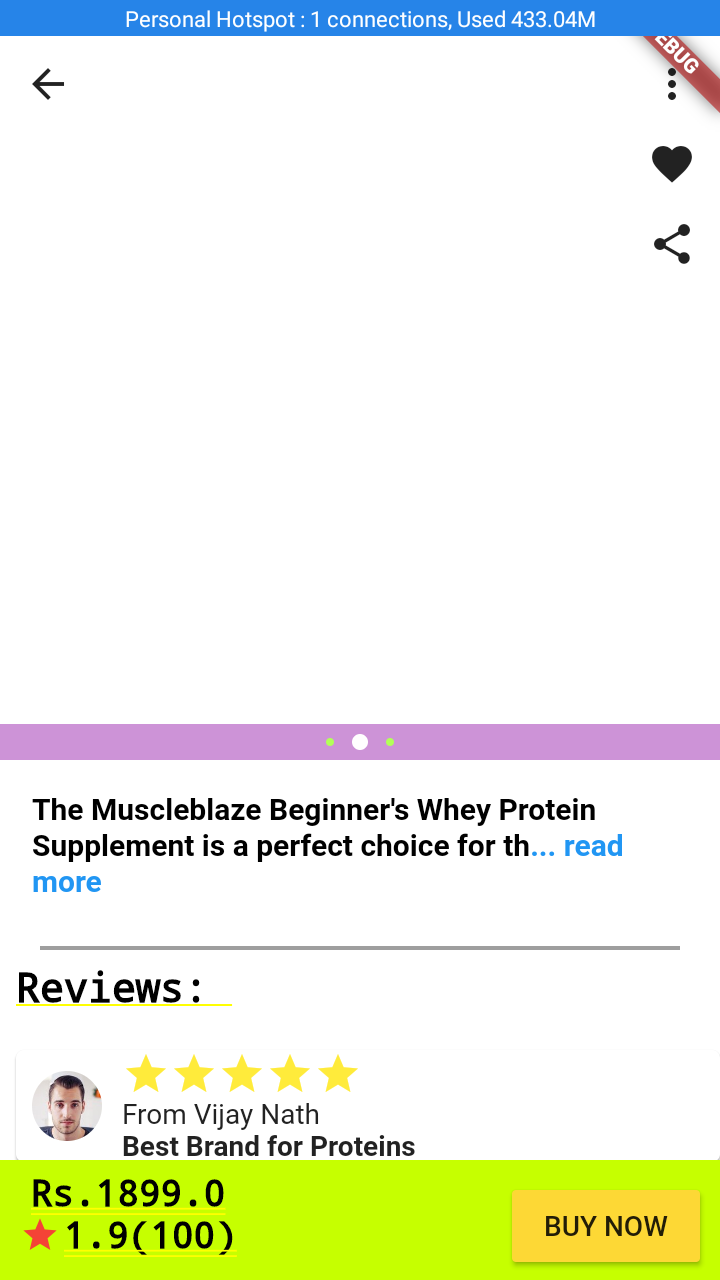 Personal Hotspot : 1 connections, Used 433.04M
EBUG
The Muscleblaze Beginner's Whey Protein
Supplement is a perfect choice for th... read
more
Reviews:
From Vijay Nath
Best Brand for Proteins
Rs.1899.0
1.9(100)
BUY NOW